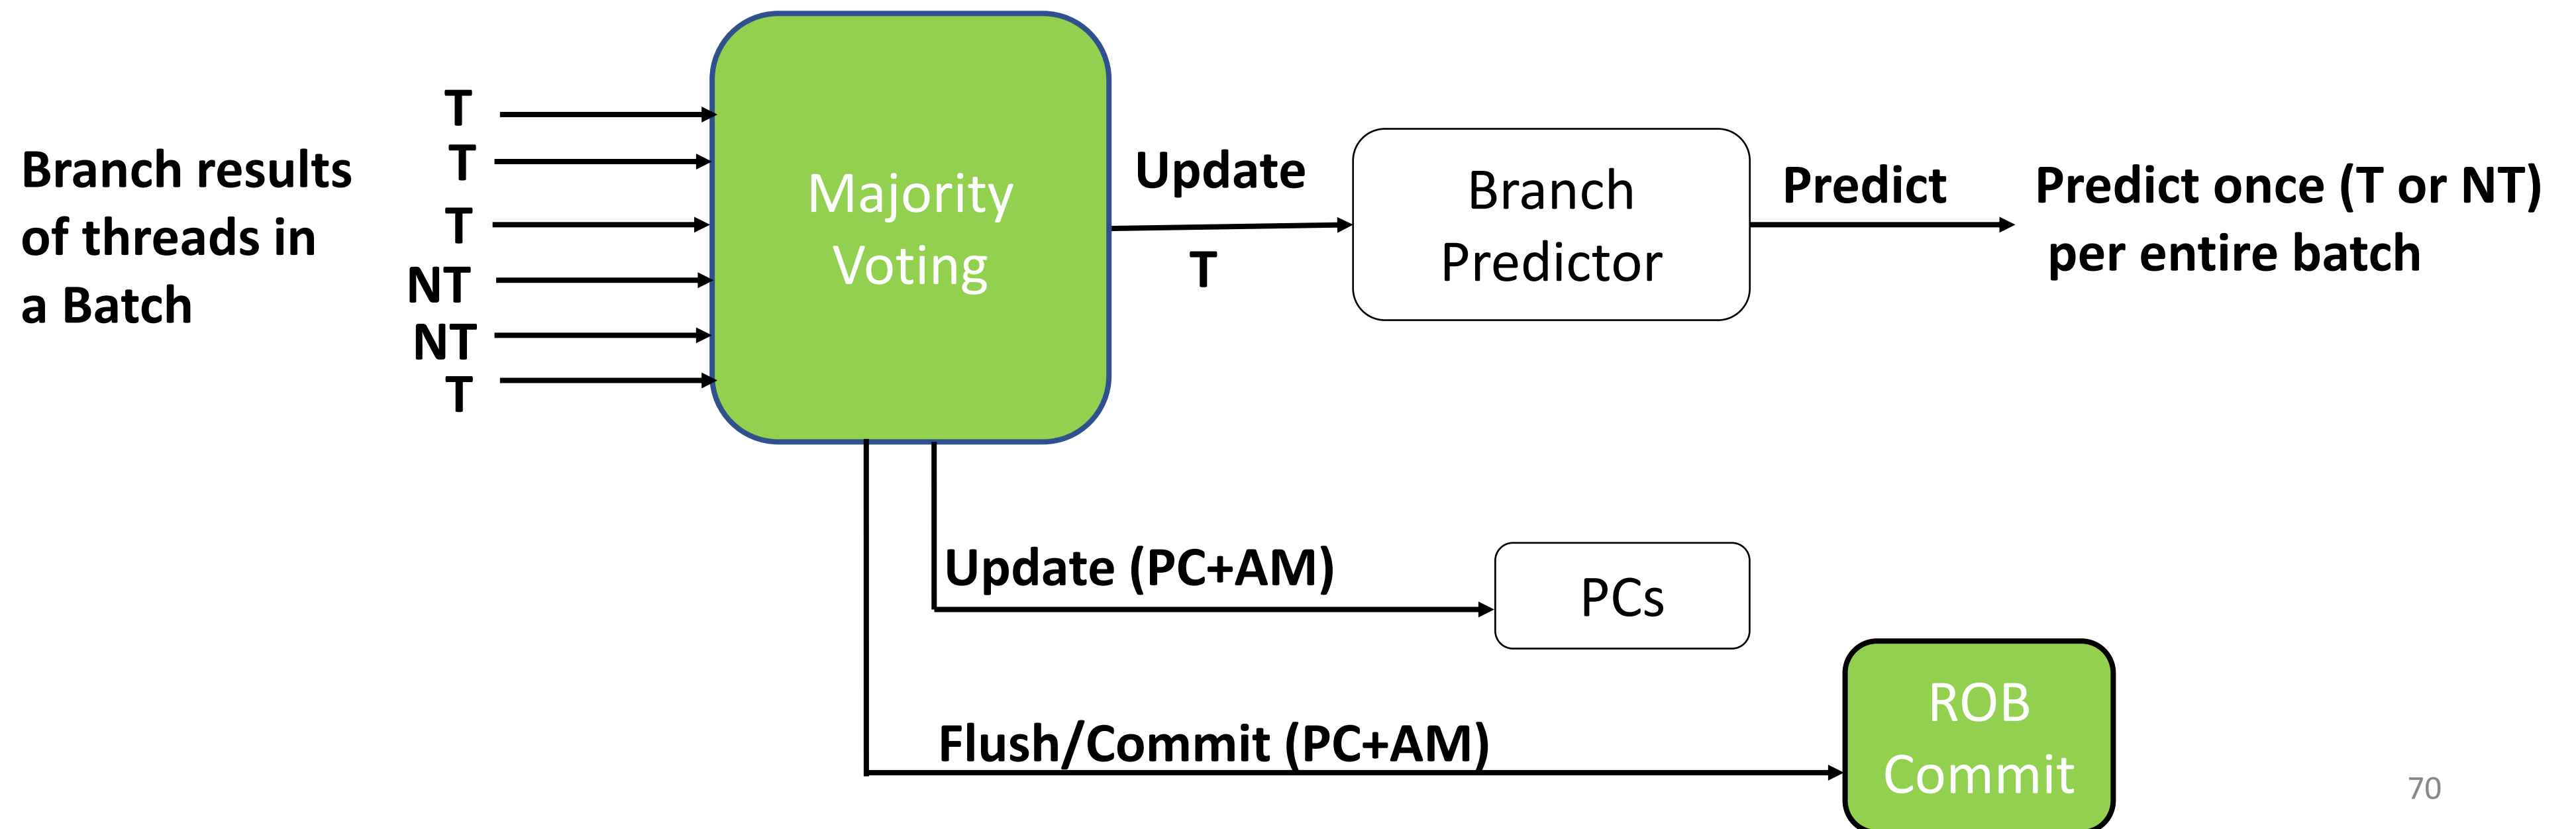 Branch results
of threads in
a Batch
T
T
T
NT
NT
T
Majority
Voting
Update
T
Branch
Predictor
Predict
Predict once (T or NT)
per entire batch
Update (PC+AM)
PCs
Flush/Commit (PC+AM)
ROB
Commit
70